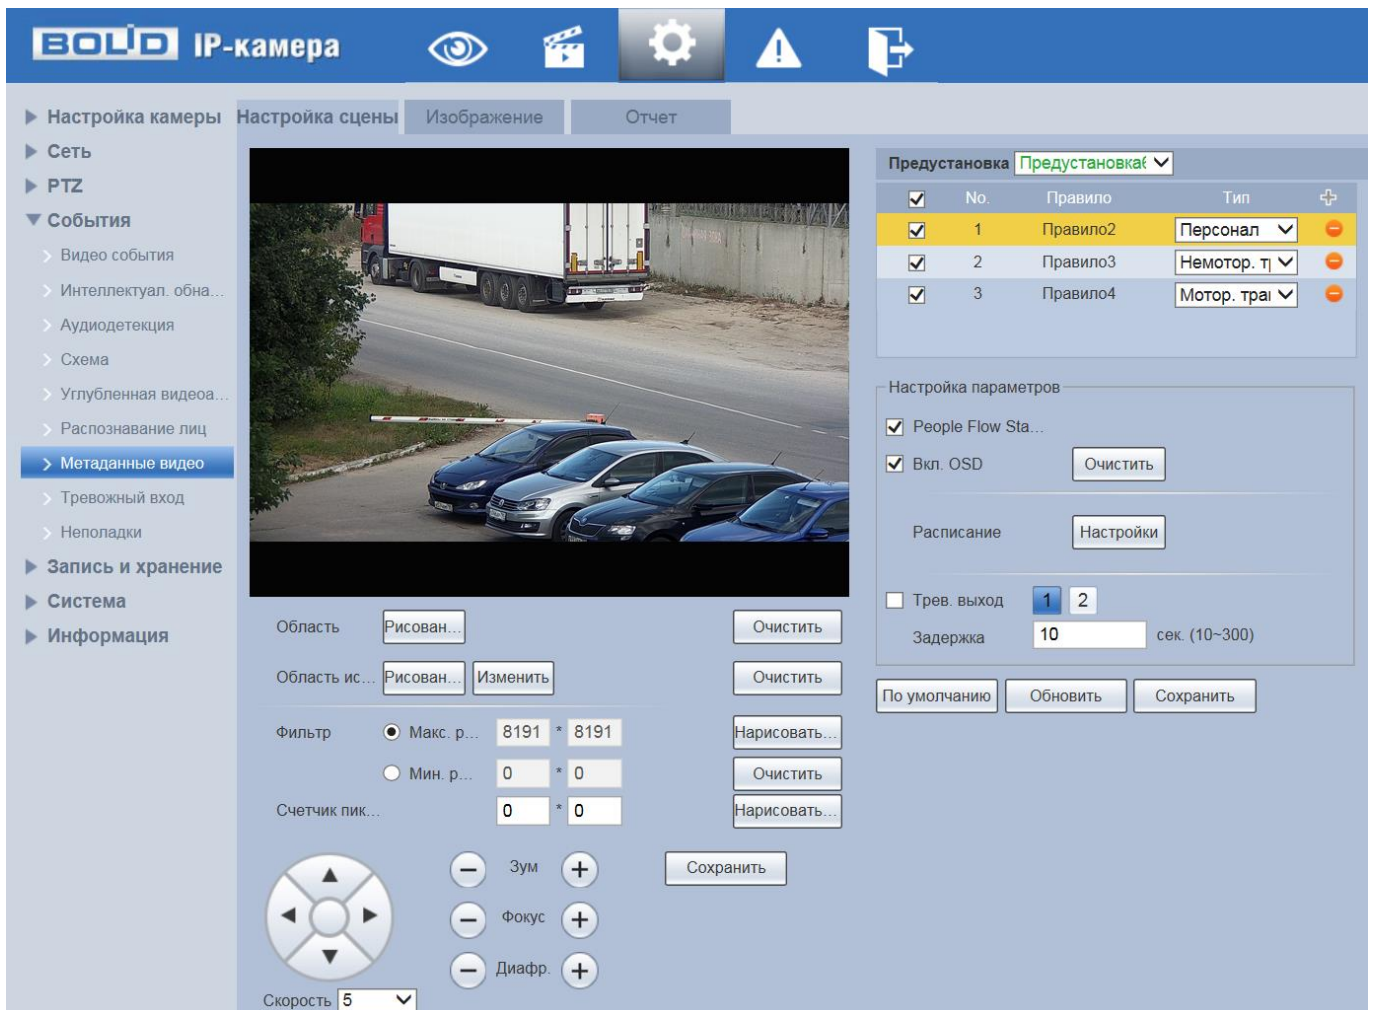 BOLID IP-камера
Настройка камеры
Сеть
PTZ
События
Видео события
Интеллектуал. обна...
Аудиодетекция
Схема
Углубленная видеоа...
Распознавание лиц
Метаданные видео
Тревожный вход
Неполадки
Запись и хранение
Система
Информация
Настройка сцены Изображение Отчет
Область Рисован... Очистить
Область ис... Рисован... Изменить Очистить
Фильтр Макс. р... 8191 * 8191 Нарисовать...
Мин. р... 0 * 0 Очистить
Счетчик пик... 0 * 0 Нарисовать...
Зум Сохранить
Фокус
Диафр.
Скорость 5
Предустановка Предустановка6
No. Правило Тип
1 Правило2 Персонал
2 Правило3 Немотор. т
3 Правило4 Мотор. тра
Настройка параметров
People Flow Sta...
Вкл. OSD Очистить
Расписание Настройки
Трев. выход 1 2
Задержка 10 сек. (10~300)
По умолчанию Обновить Сохранить